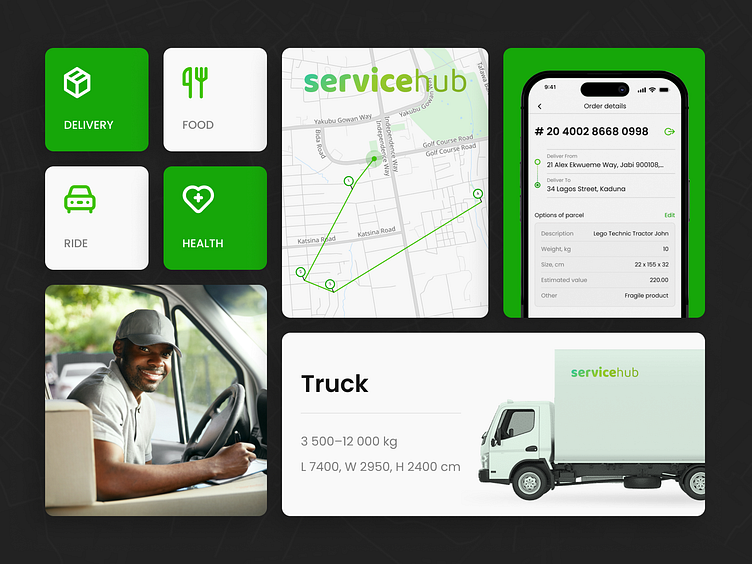 DELIVERY
FOOD
RIDE
HEALTH
servicehub
Yakubu Gowan Way
Yakubu Gowan
Bida Road
Independence Way
Independence Way
Golf Course Road
Golf Course Road
Tafawa Ba
Katsina Road
Katsina Road
9:41
Order details
# 20 4002 8668 0998
Deliver From
21 Alex Ekwueme Way, Jabi 900108,...
Deliver To
34 Lagos Street, Kaduna
Options of parcel Edit
Description Lego Technic Tractor John
Weight, kg 10
Size, cm 22 x 155 x 32
Estimated value 220.00
Other Fragile product
Truck
3 500–12 000 kg
L 7400, W 2950, H 2400 cm
servicehub